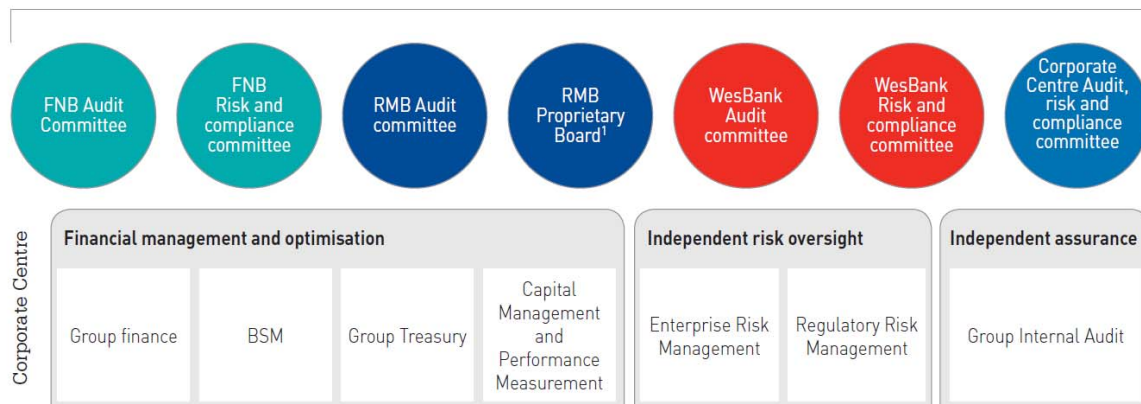 FNB Audit
Committee
FNB
Risk and
compliance
committee
RMB Audit
committee
RMB
Proprietary
Board¹
WesBank
Audit
committee
WesBank
Risk and
compliance
committee
Corporate
Centre Audit,
risk and
compliance
committee
Corporate Centre
Financial management and optimisation
Group finance
BSM
Group Treasury
Capital
Management
and
Performance
Measurement
Independent risk oversight
Enterprise Risk
Management
Regulatory Risk
Management
Independent assurance
Group Internal Audit